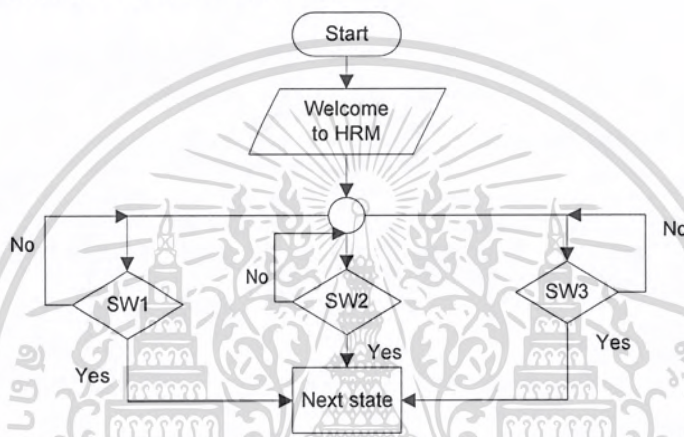 Start
Welcome
to HRM
No
No
No
SW1
SW2
SW3
Yes
Yes
Yes
Next state